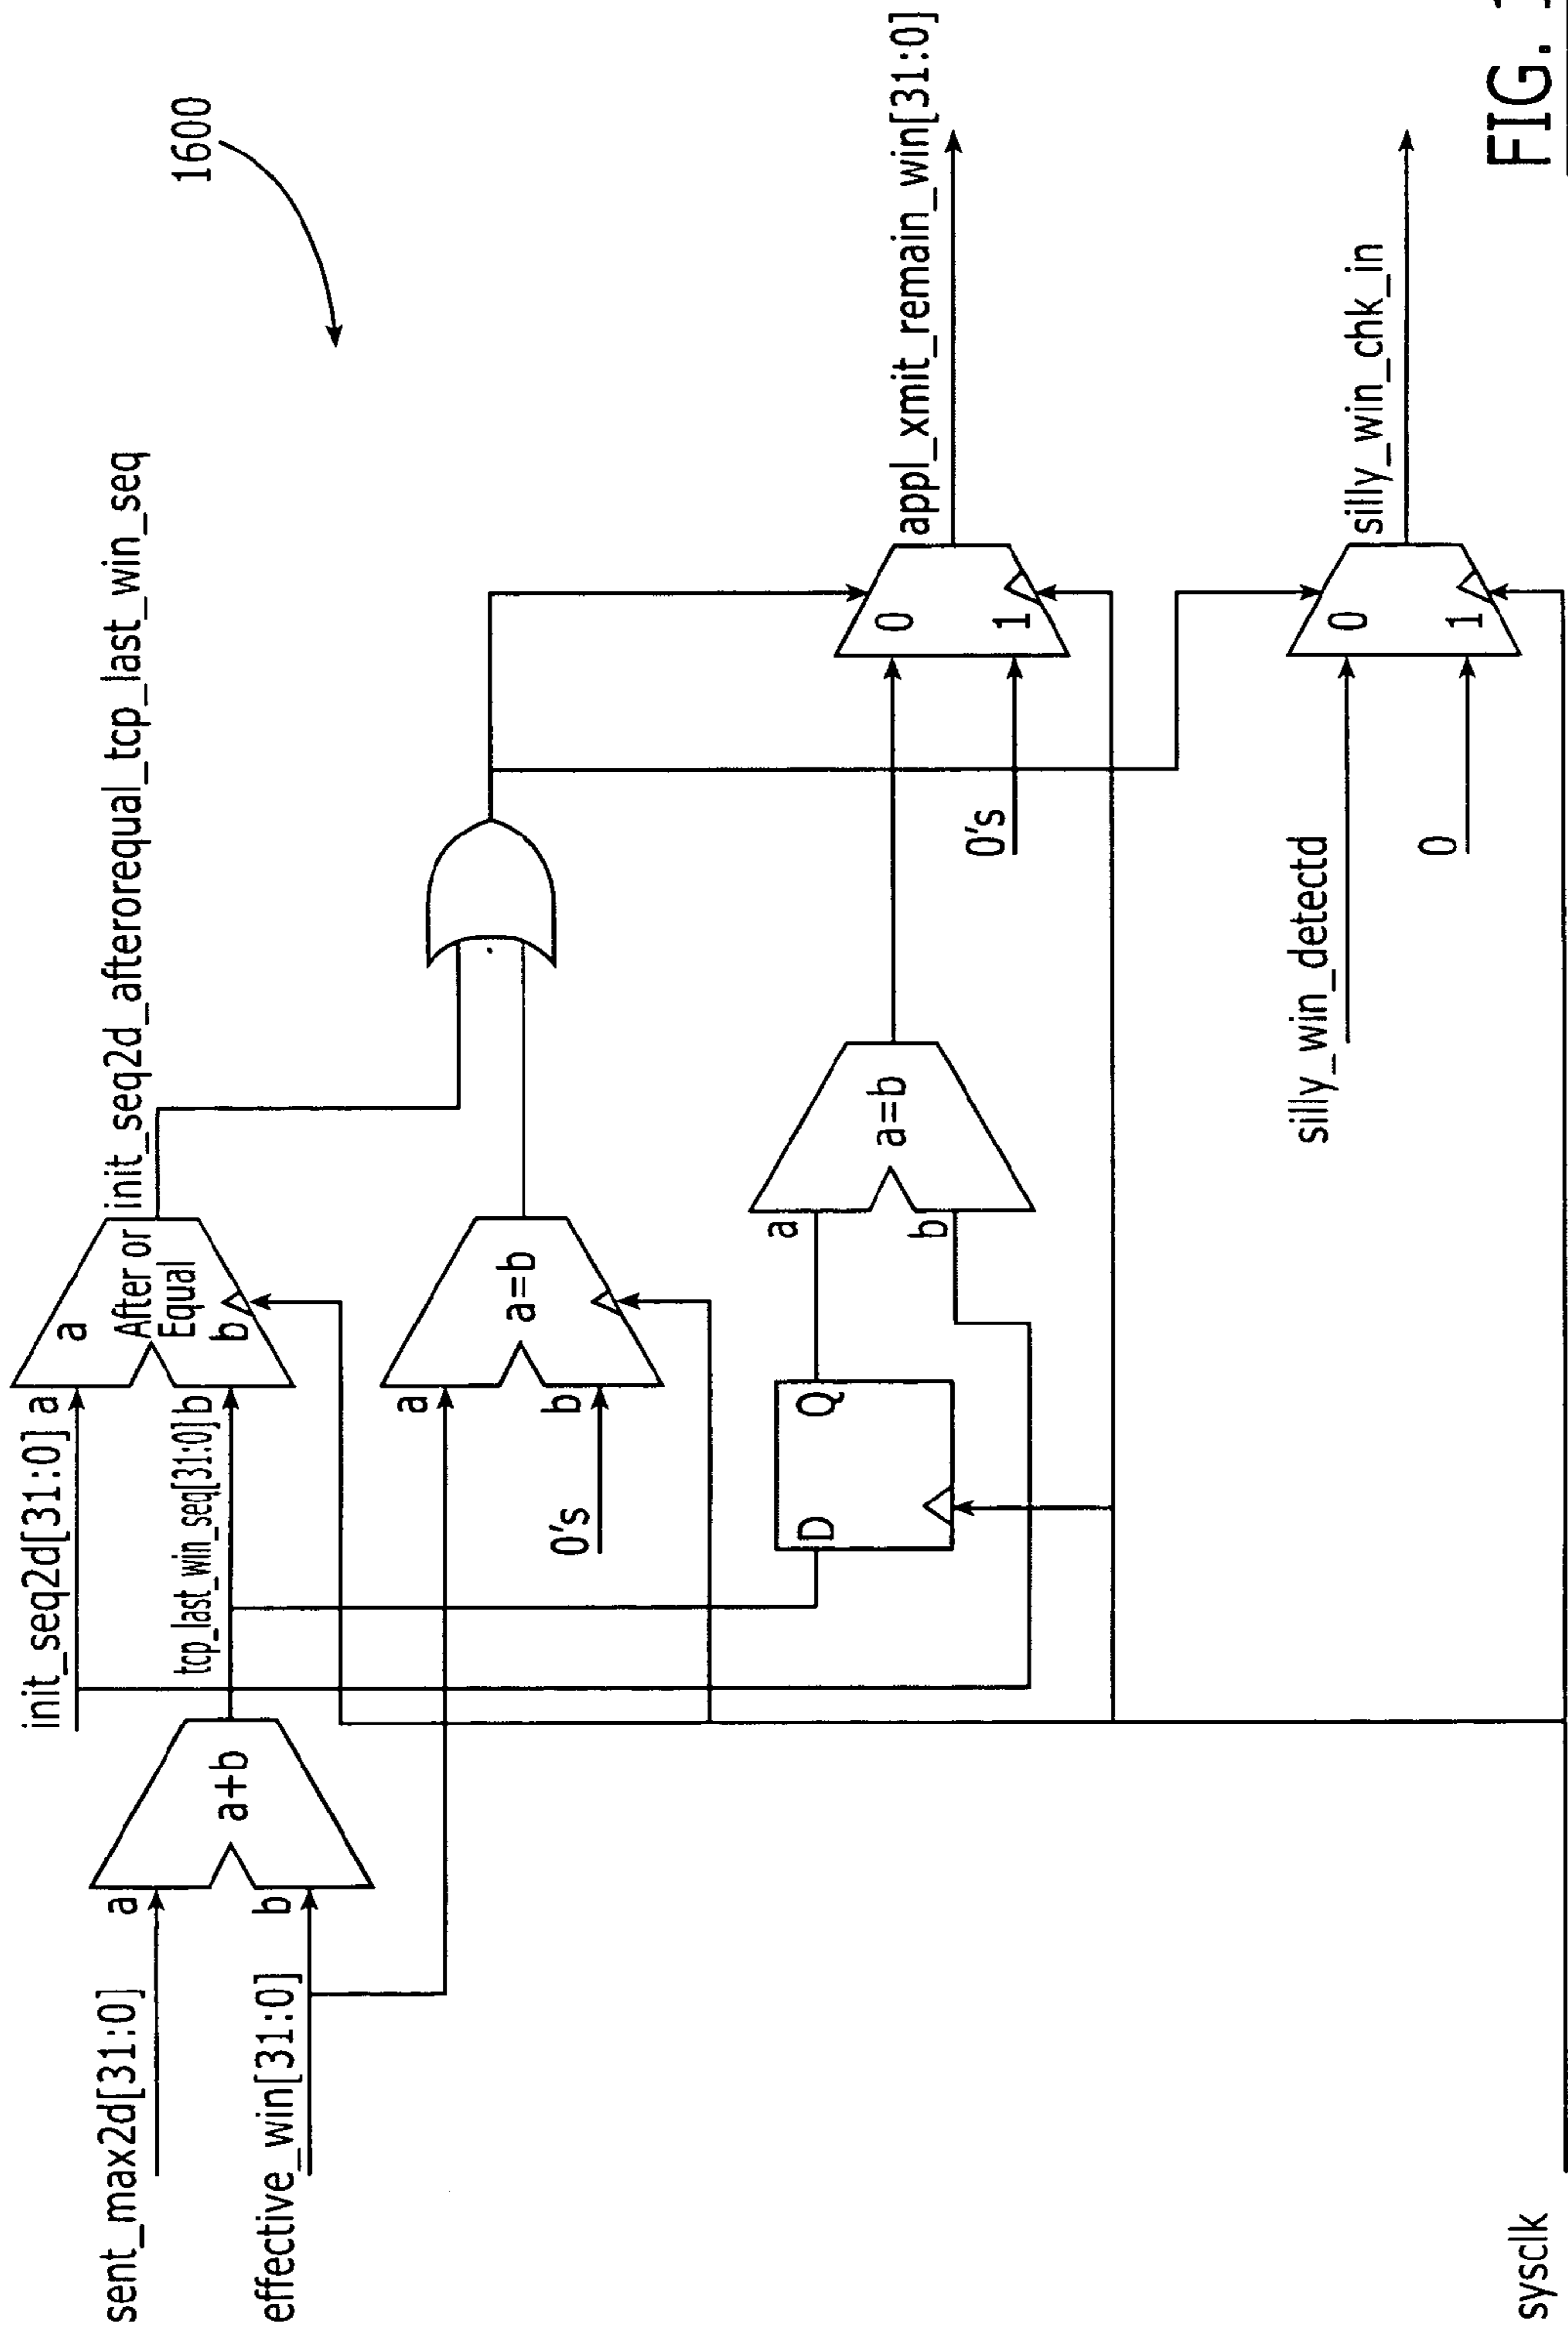 1600
init_seq2d[31:0] a
a
After or
Equal
b
init_seq2d_afterorequal_tcp_last_win_seq
sent_max2d[31:0]
a
a+b
tcp_last_win_seq[31:0] b
effective_win[31:0]
b
a
a=b
b
0's
D
Q
a
a=b
b
0
1
appl_xmit_remain_win[31:0]
0's
silly_win_detectd
0
0
1
silly_win_chk_in
sysclk
FIG.